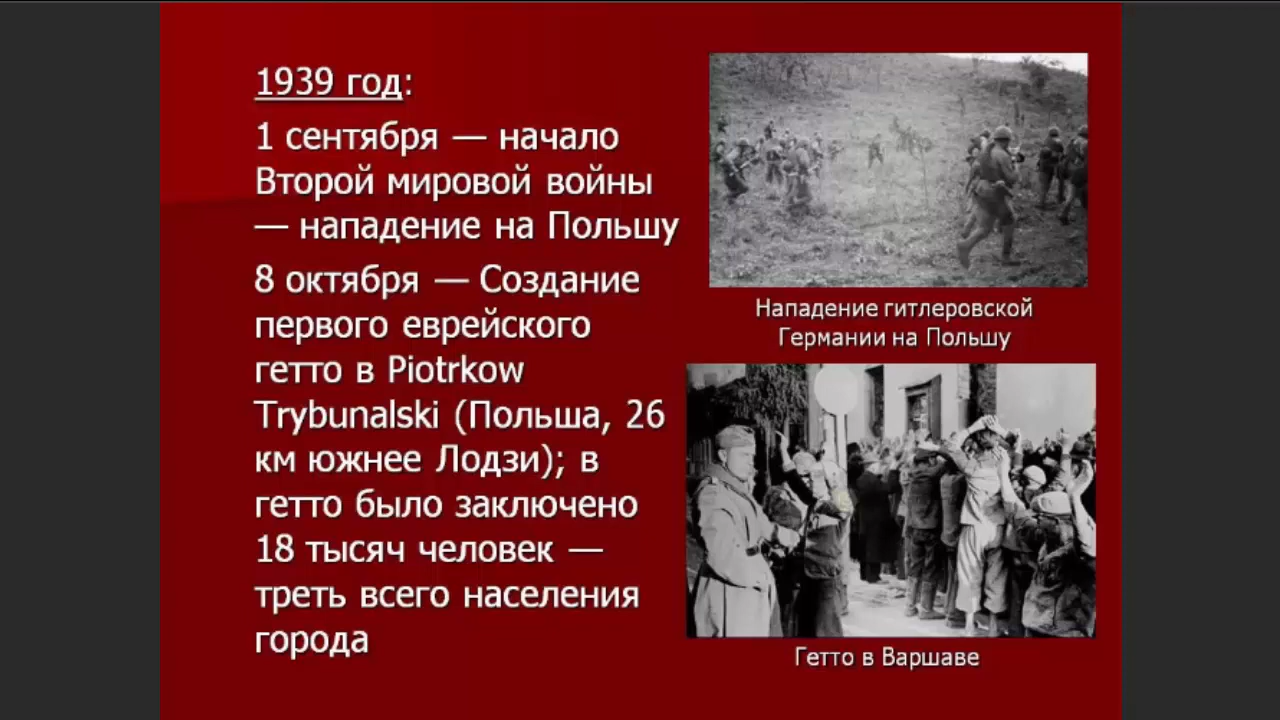 1939 год:
1 сентября — начало
Второй мировой войны
— нападение на Польшу
8 октября — Создание
первого еврейского
гетто в Piotrkow
Trybunalski (Польша, 26
км южнее Лодзи); в
гетто было заключено
18 тысяч человек —
треть всего населения
города
Нападение гитлеровской
Германии на Польшу
Гетто в Варшаве